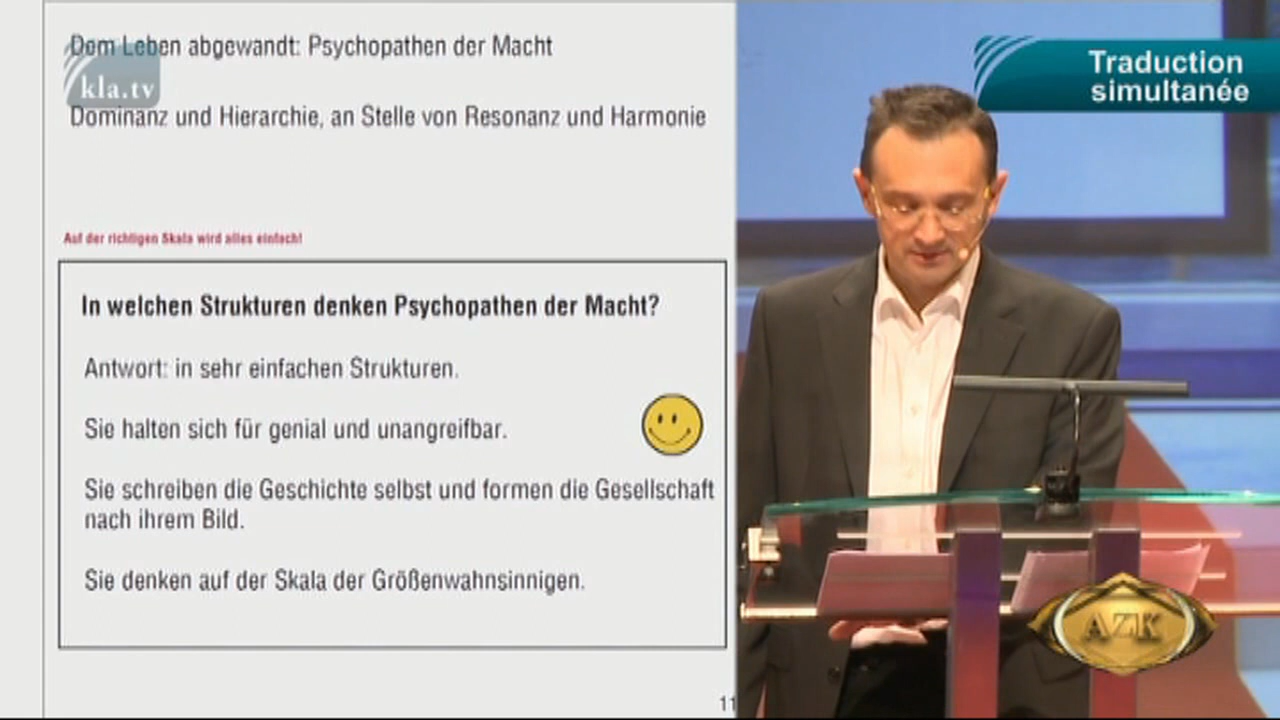 Dem Leben abgewandt: Psychopathen der Macht
kla.tv
Dominanz und Hierarchie, an Stelle von Resonanz und Harmonie
Auf der richtigen Skala wird alles einfach!
In welchen Strukturen denken Psychopathen der Macht?
Antwort: in sehr einfachen Strukturen.
Sie halten sich für genial und unangreifbar.
Sie schreiben die Geschichte selbst und formen die Gesellschaft
nach ihrem Bild.
Sie denken auf der Skala der Größenwahnsinnigen.
11
Traduction
simultanée
AZK